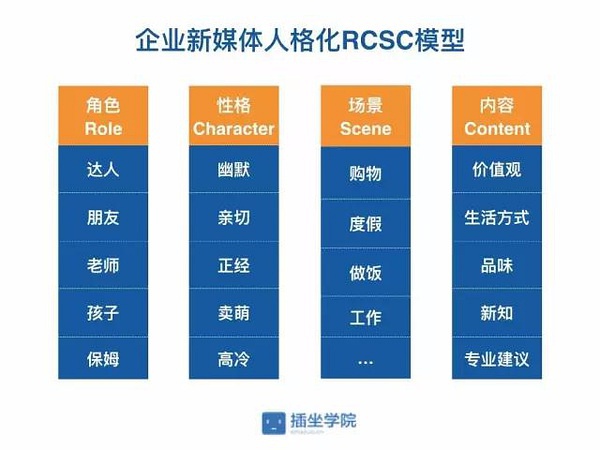 企业新媒体人格化RCSC模型
角色
Role
达人
朋友
老师
孩子
保姆
性格
Character
幽默
亲切
正经
卖萌
高冷
场景
Scene
购物
度假
做饭
工作
...
内容
Content
价值观
生活方式
品味
新知
专业建议
插坐学院